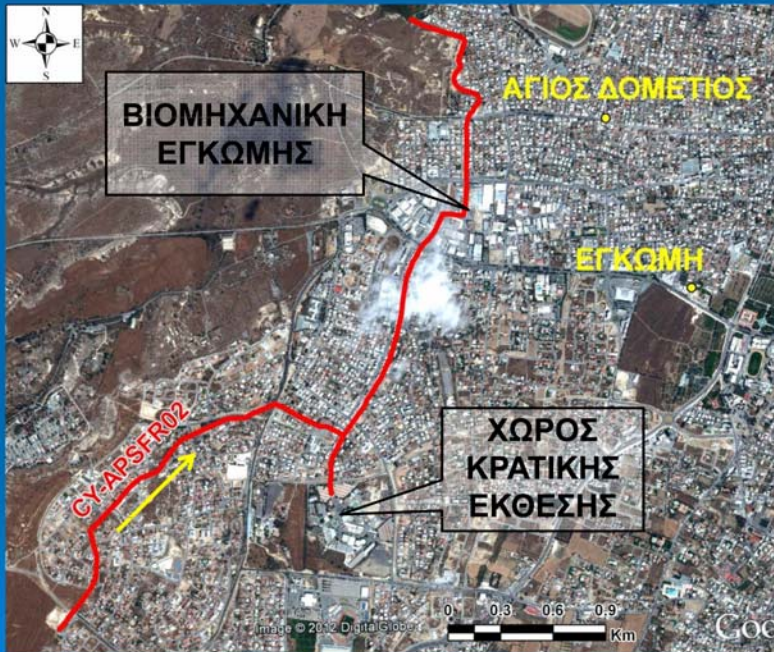 N
W E
S
ΒΙΟΜΗΧΑΝΙΚΗ
ΕΓΚΩΜΗΣ
ΑΓΙΟΣ ΔΟΜΕΤΙΟΣ
ΕΓΚΩΜΗ
CY-APSFR02
ΧΩΡΟΣ
ΚΡΑΤΙΚΗΣ
ΕΚΘΕΣΗΣ
0 0.3 0.6 0.9
Km
Image © 2012 DigitalGlobe
Goo